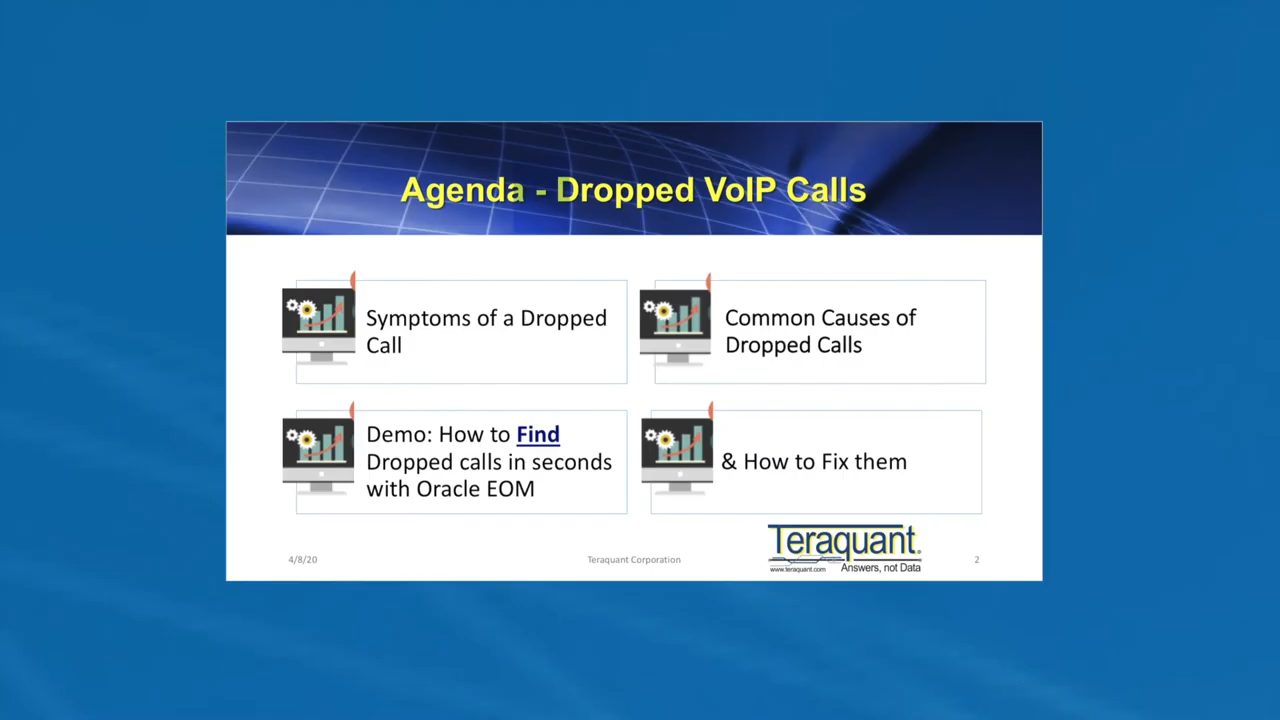 Agenda - Dropped VoIP Calls
Symptoms of a Dropped
Call
Common Causes of
Dropped Calls
Demo: How to Find
Dropped calls in seconds
with Oracle EOM
& How to Fix them
4/8/20
Teraquant Corporation
Teraquant.
www.teraquant.com
Answers, not Data
2